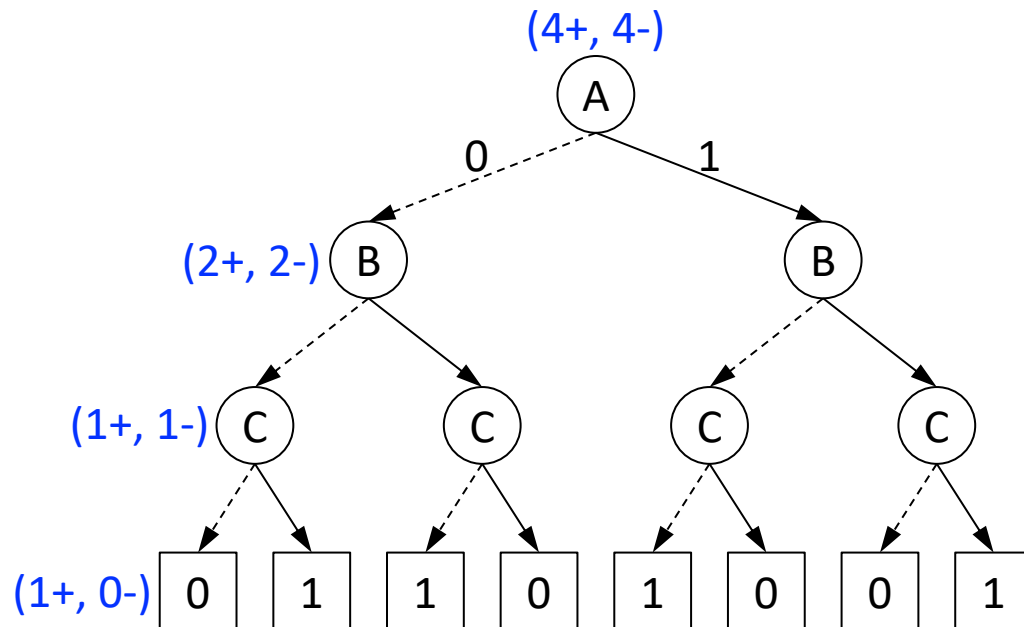 (4+, 4-)
A
0 1
(2+, 2-) B B
(1+, 1-) C C C C
(1+, 0-) 0 1 1 0 1 0 0 1